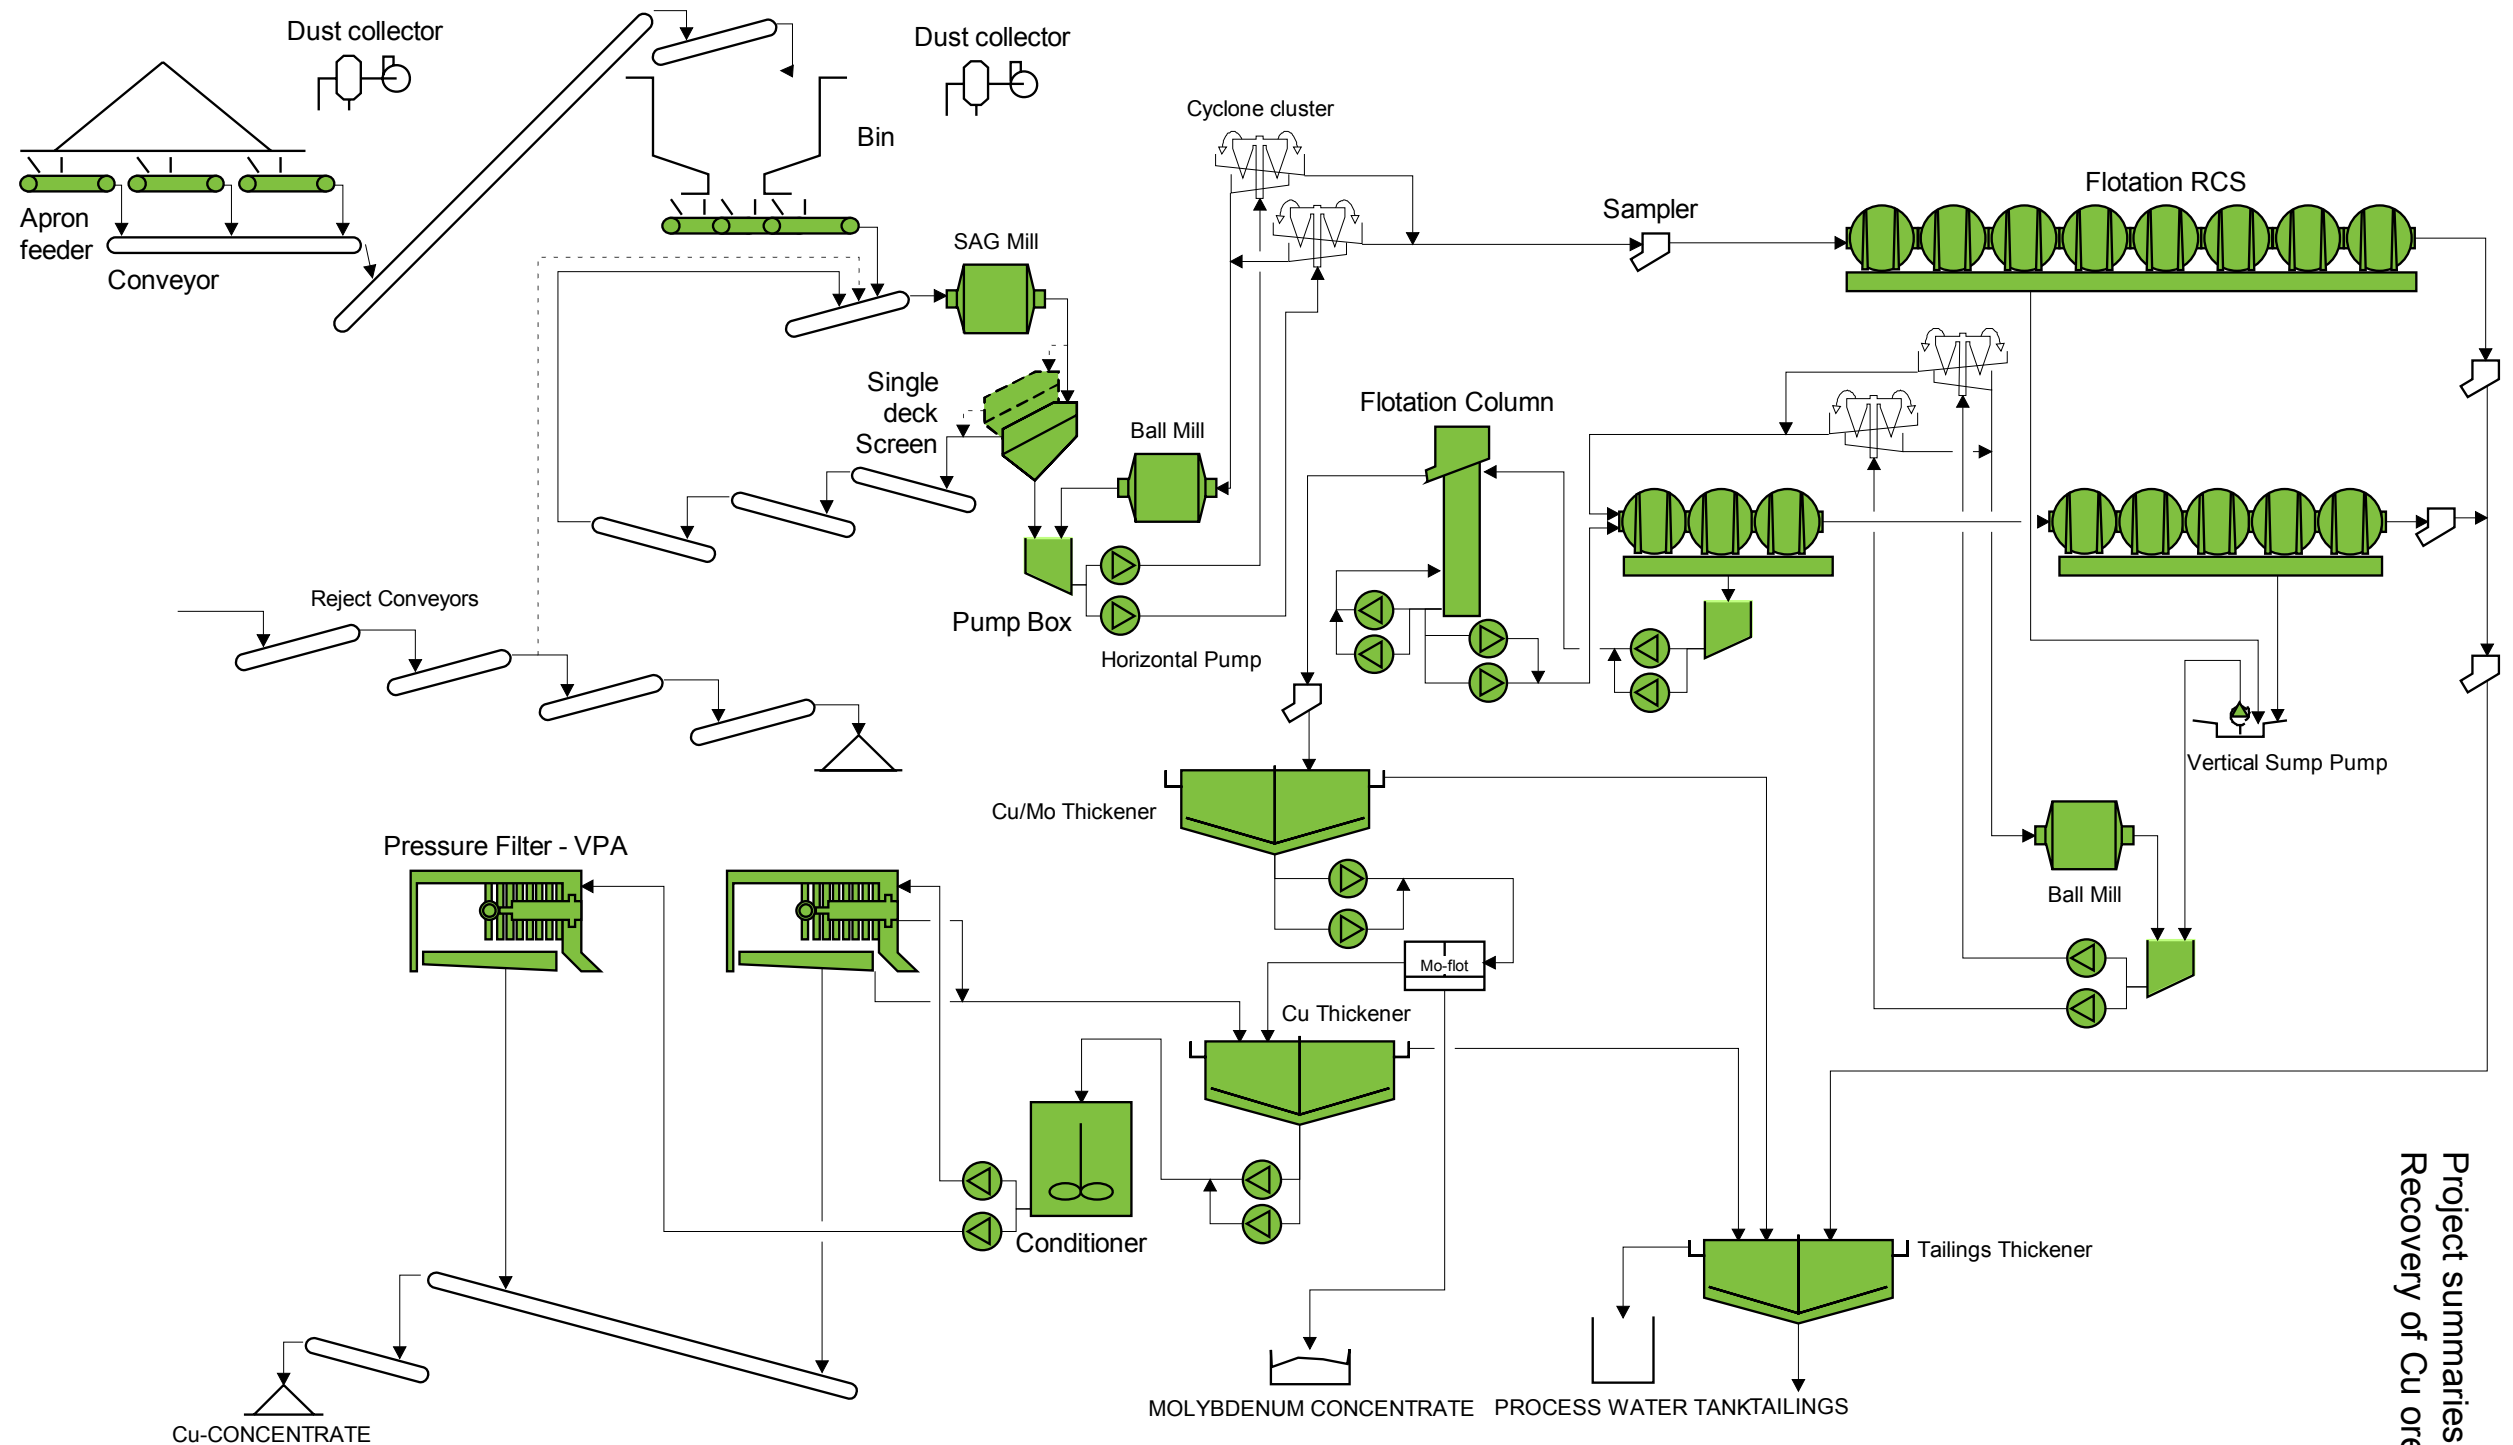 Dust collector
Dust collector
Cyclone cluster
Bin
Flotation RCS
Apron
feeder
Sampler
SAG Mill
Conveyor
Single
deck
Screen
Flotation Column
Ball Mill
Reject Conveyors
Pump Box
Horizontal Pump
Vertical Sump Pump
Cu/Mo Thickener
Pressure Filter - VPA
Ball Mill
Mo-flot
Cu Thickener
Conditioner
Tailings Thickener
Project summaries
Recovery of Cu ore
MOLYBDENUM CONCENTRATE
PROCESS WATER TANK
TAILINGS
Cu-CONCENTRATE